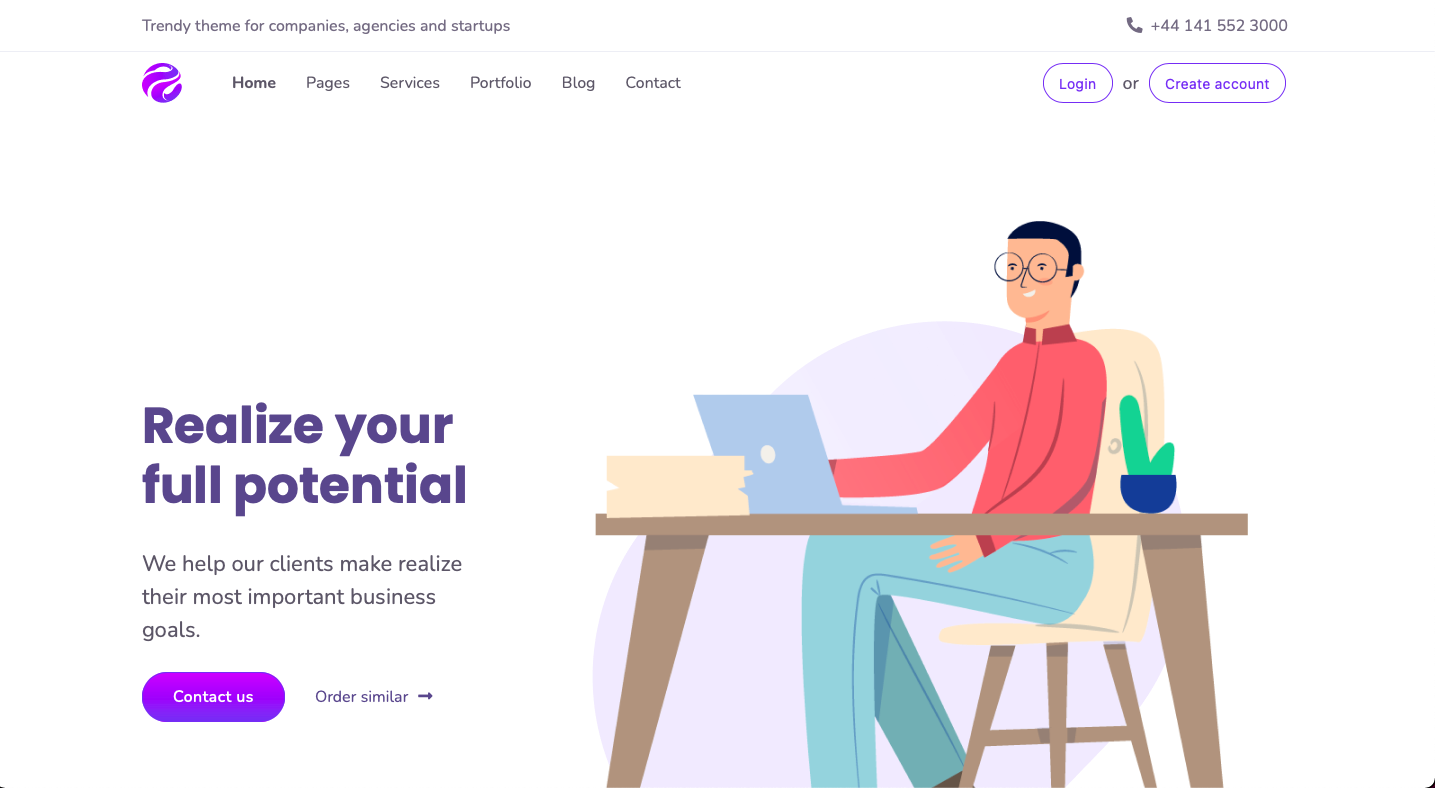 Trendy theme for companies, agencies and startups
+44 141 552 3000
Home Pages Services Portfolio Blog Contact
Login or Create account
Realize your
full potential
We help our clients make realize
their most important business
goals.
Contact us
Order similar